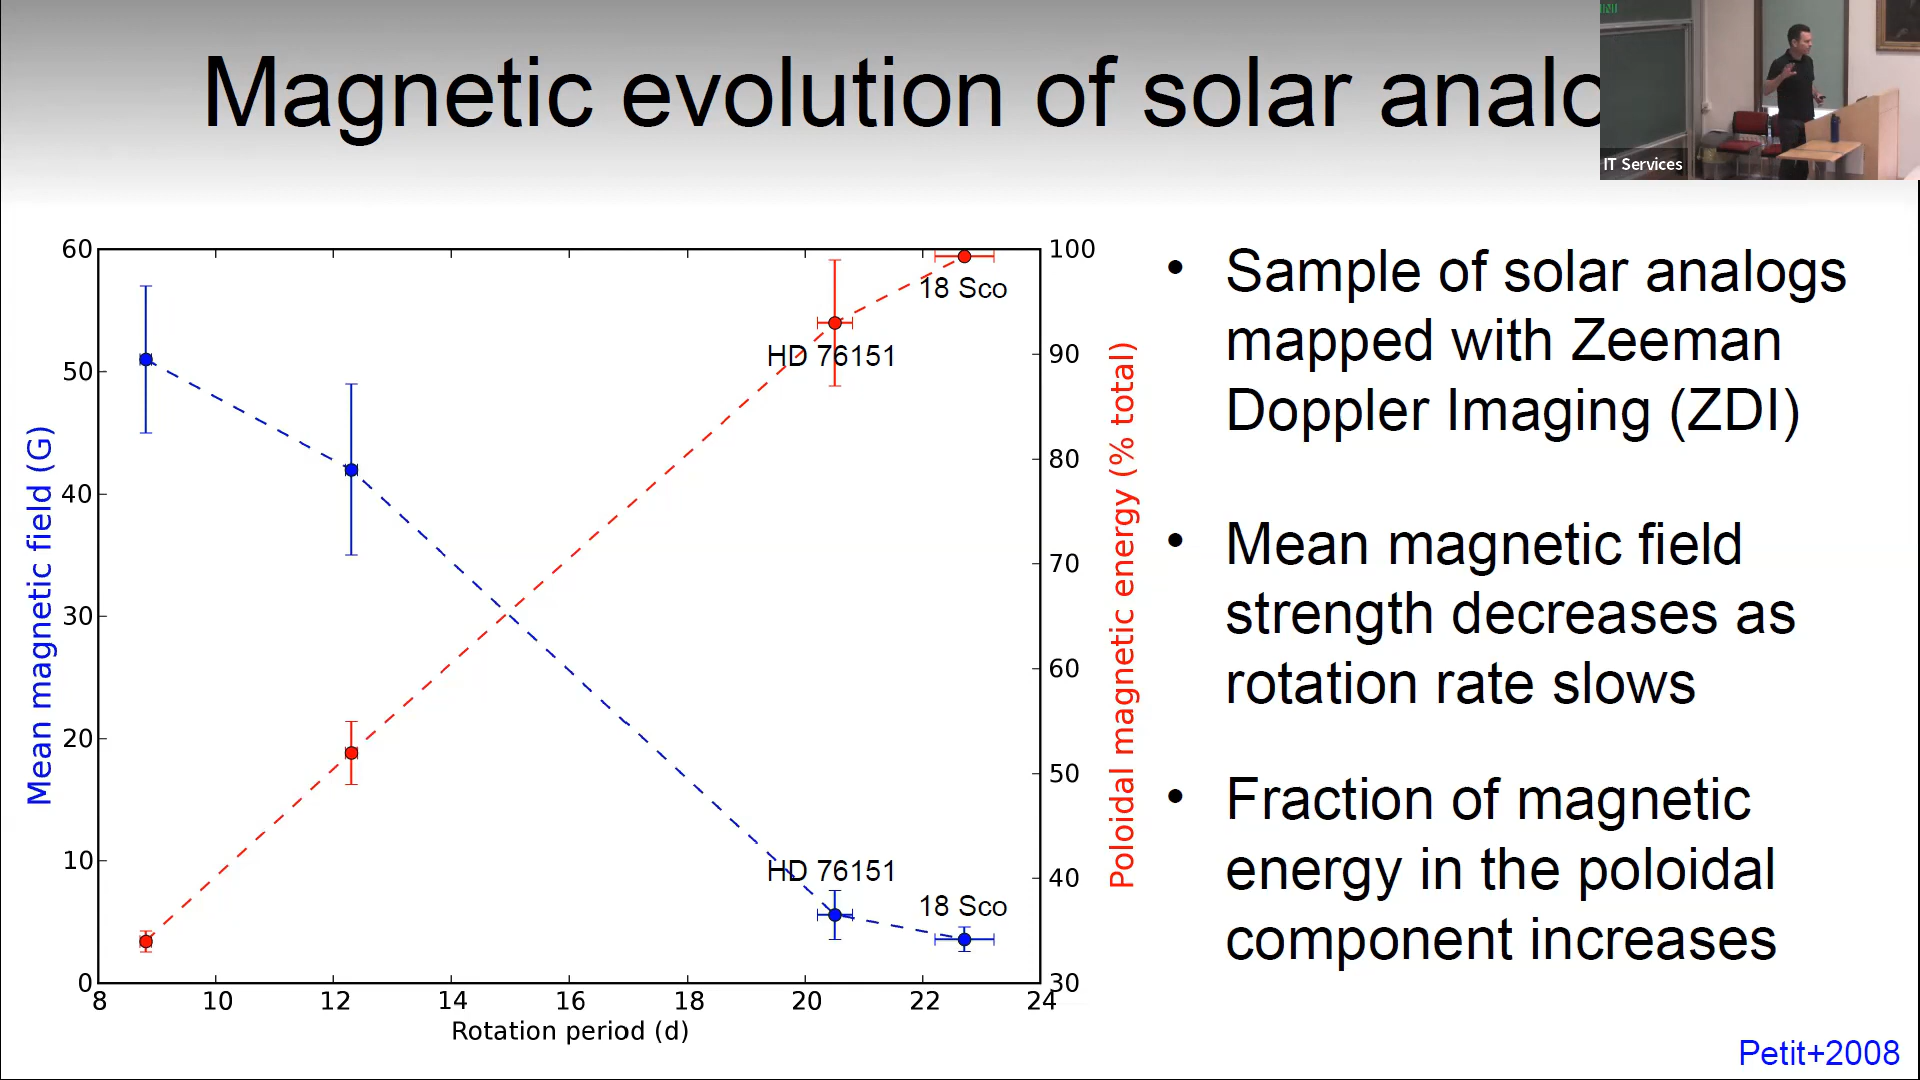 Magnetic evolution of solar analo
IT Services
60
50
40
30
20
10
0
Mean magnetic field (G)
100
90
80
70
60
50
40
30
Poloidal magnetic energy (% total)
18 Sco
HD 76151
HD 76151
18 Sco
8 10 12 14 16 18 20 22 24
Rotation period (d)
• Sample of solar analogs
mapped with Zeeman
Doppler Imaging (ZDI)
• Mean magnetic field
strength decreases as
rotation rate slows
• Fraction of magnetic
energy in the poloidal
component increases
Petit+2008